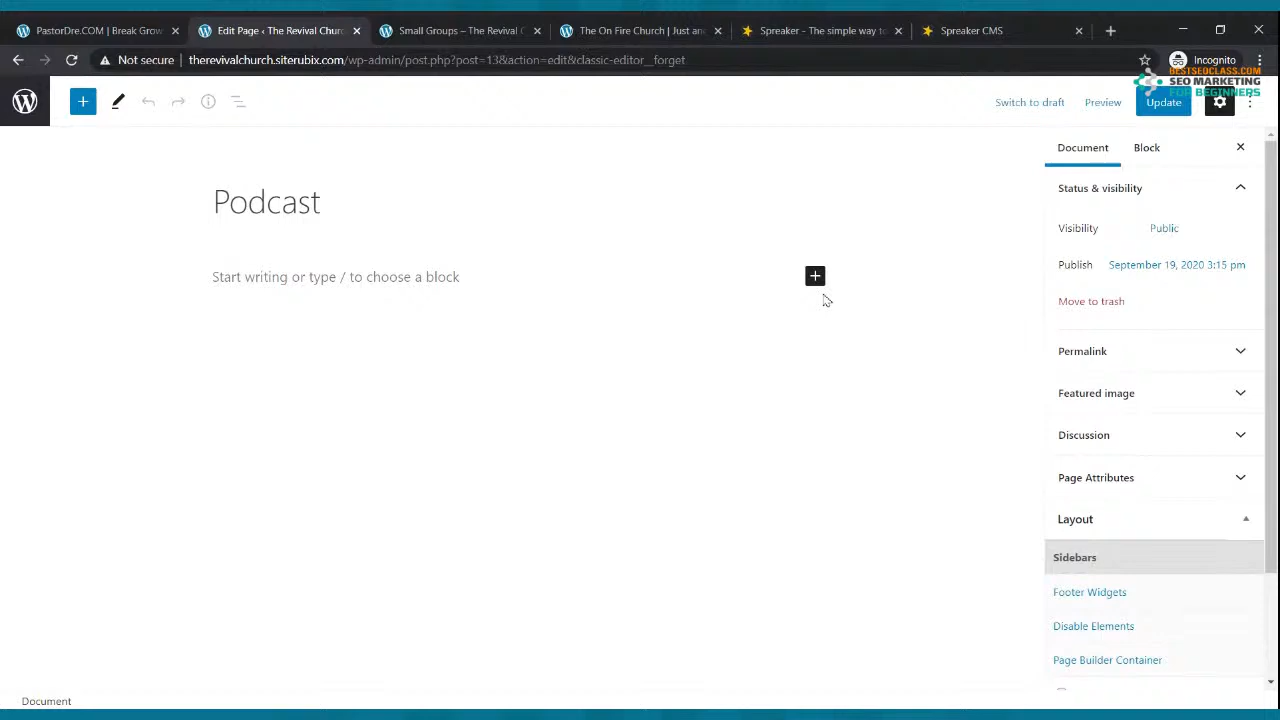 PastorDre.COM | Break Grow
Edit Page ‹ The Revival Churc
Small Groups – The Revival C
The On Fire Church | Just an
Spreaker - The simple way to
Spreaker CMS
Not secure
therevivalchurch.siterubix.com/wp-admin/post.php?post=13&action=edit&classic-editor__forget
Incognito
BESTSEOCLASS.COM
SEO MARKETING
FOR BEGINNERS
Switch to draft
Preview
Update
Document
Block
Podcast
Status & visibility
Start writing or type / to choose a block
Visibility
Public
Publish
September 19, 2020 3:15 pm
Move to trash
Permalink
Featured image
Discussion
Page Attributes
Layout
Sidebars
Footer Widgets
Disable Elements
Page Builder Container
Document